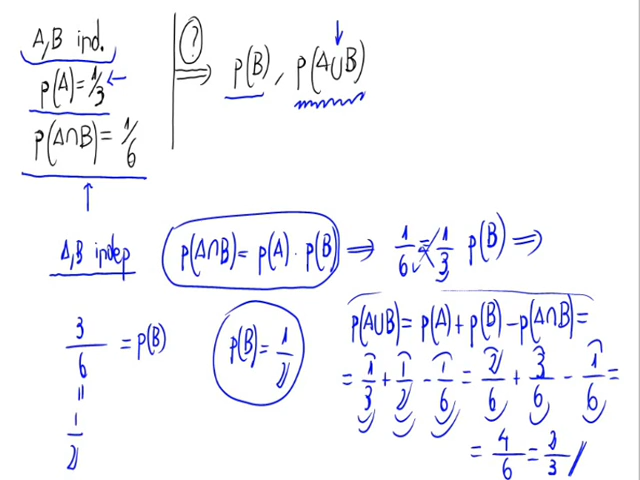 A,B ind.
p(A)=1/3 ←
p(A∩B)=1/6
↑
? ⟹ p(B), p(A∪B)
↓
A,B indep p(A∩B)=p(A)·p(B) ⟹ 1/6=1/3 p(B) ⟹
3/6 =p(B)
=
1/2
p(B)=1/2
p(A∪B)=p(A)+p(B)-p(A∩B)=
=1/3+1/2-1/6=2/6+3/6-1/6=
=4/6=2/3/